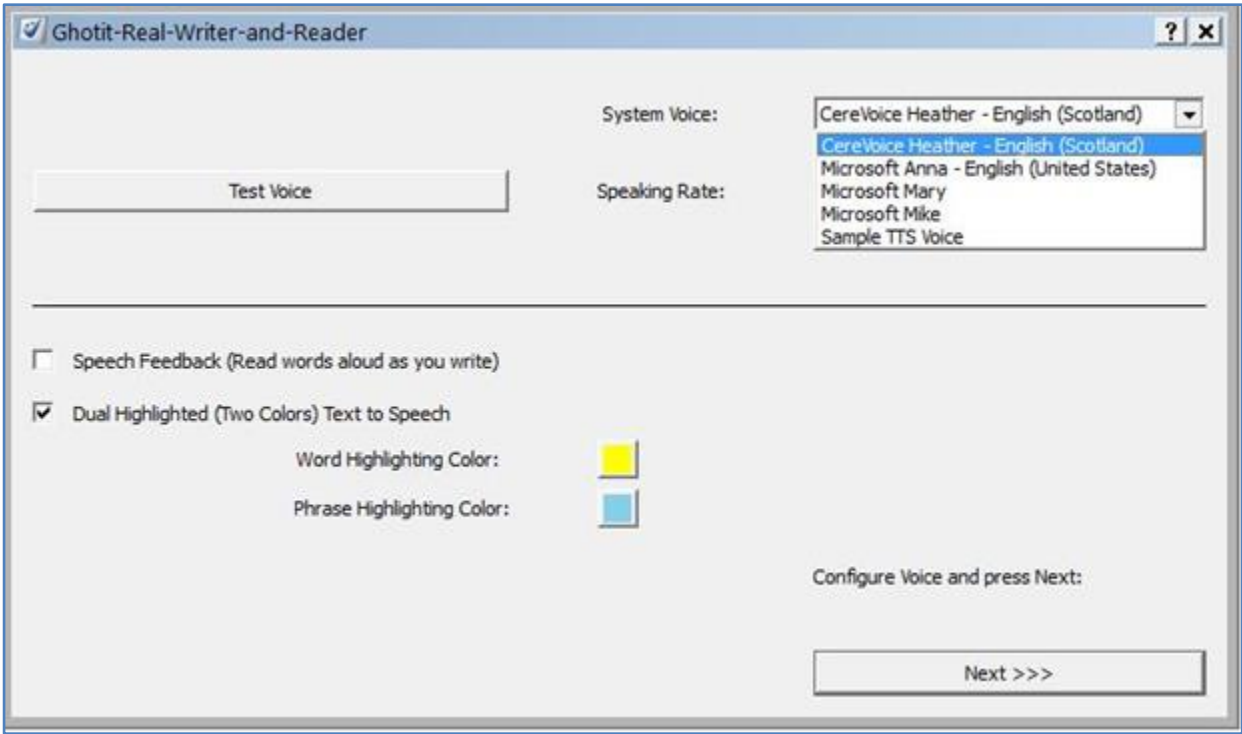 Ghotit-Real-Writer-and-Reader
System Voice:
CereVoice Heather - English (Scotland)
CereVoice Heather - English (Scotland)
Microsoft Anna - English (United States)
Microsoft Mary
Microsoft Mike
Sample TTS Voice
Test Voice
Speaking Rate:
Speech Feedback (Read words aloud as you write)
Dual Highlighted (Two Colors) Text to Speech
Word Highlighting Color:
Phrase Highlighting Color:
Configure Voice and press Next:
Next >>>